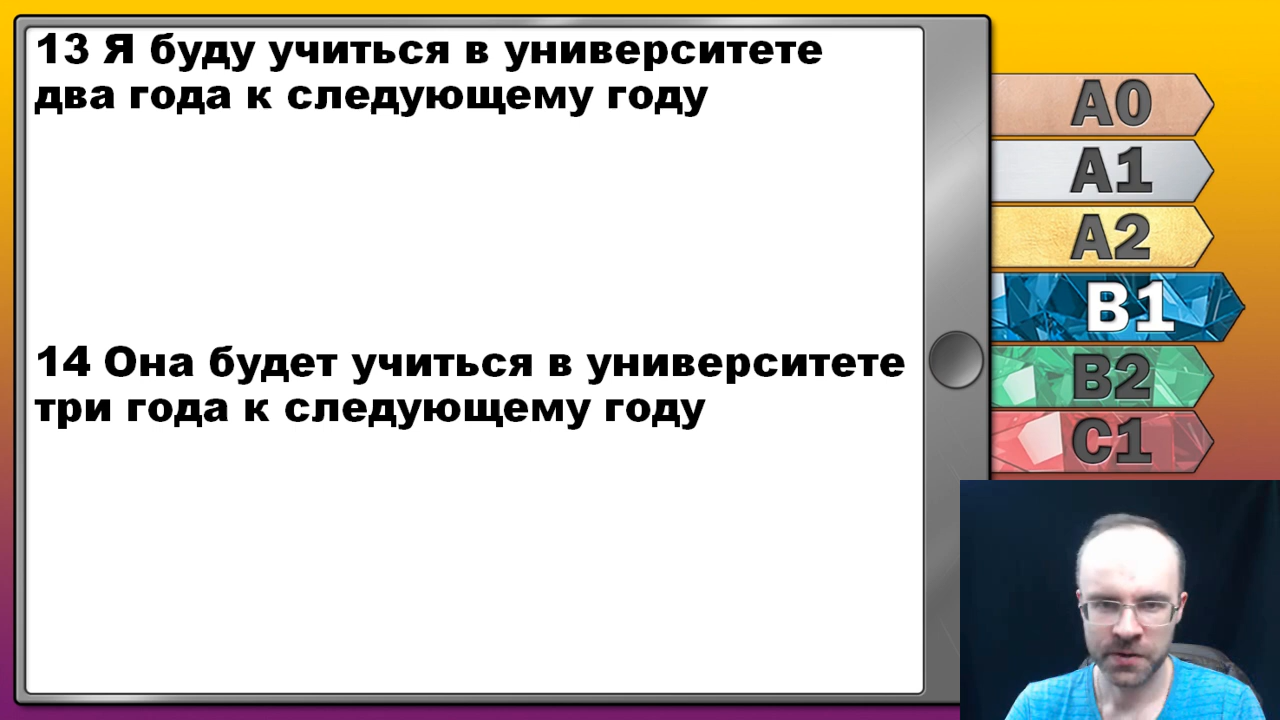 13 Я буду учиться в университете
два года к следующему году
14 Она будет учиться в университете
три года к следующему году
A0
A1
A2
B1
B2
C1